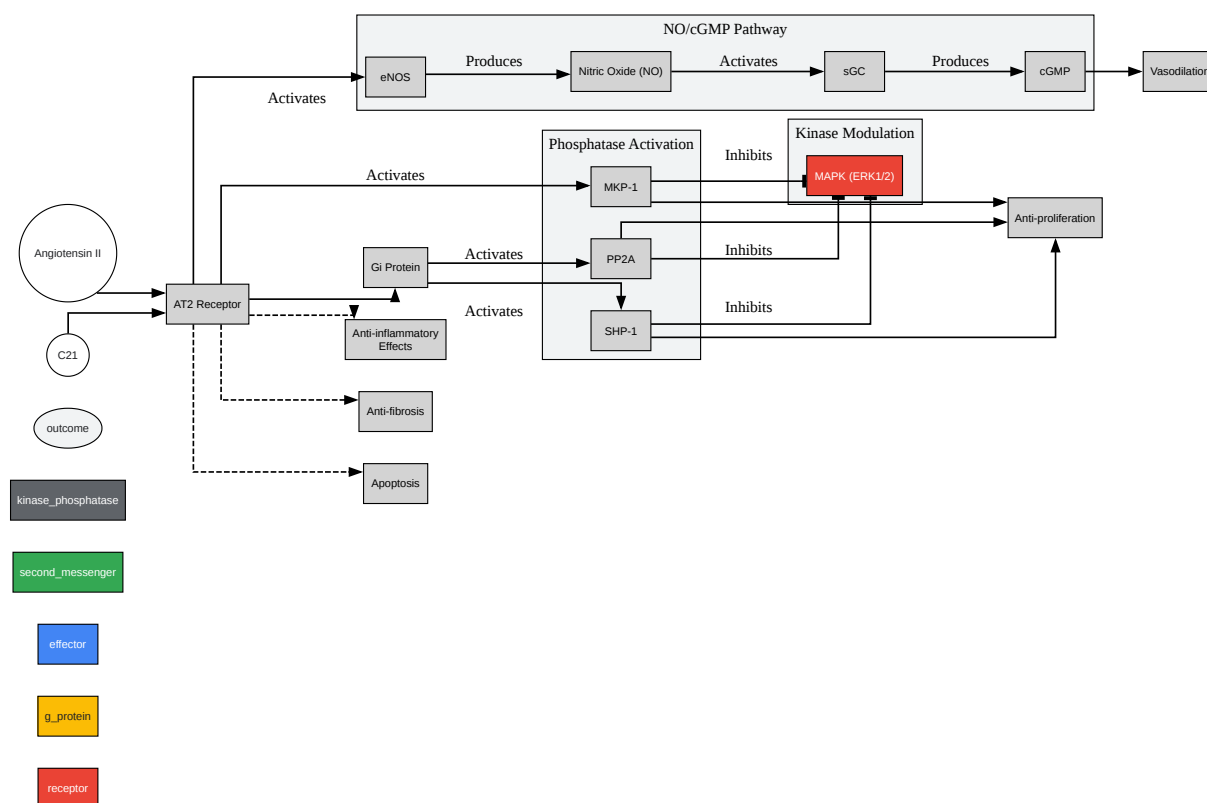 NO/cGMP Pathway
eNOS
Produces
Nitric Oxide (NO)
Activates
sGC
Produces
cGMP
Vasodilation
Activates
Phosphatase Activation
Kinase Modulation
Inhibits
MAPK (ERK1/2)
Activates
MKP-1
Anti-proliferation
Angiotensin II
Gi Protein
Activates
PP2A
Inhibits
AT2 Receptor
Activates
Inhibits
SHP-1
Anti-inflammatory
Effects
C21
Anti-fibrosis
outcome
Apoptosis
kinase_phosphatase
second_messenger
effector
g_protein
receptor